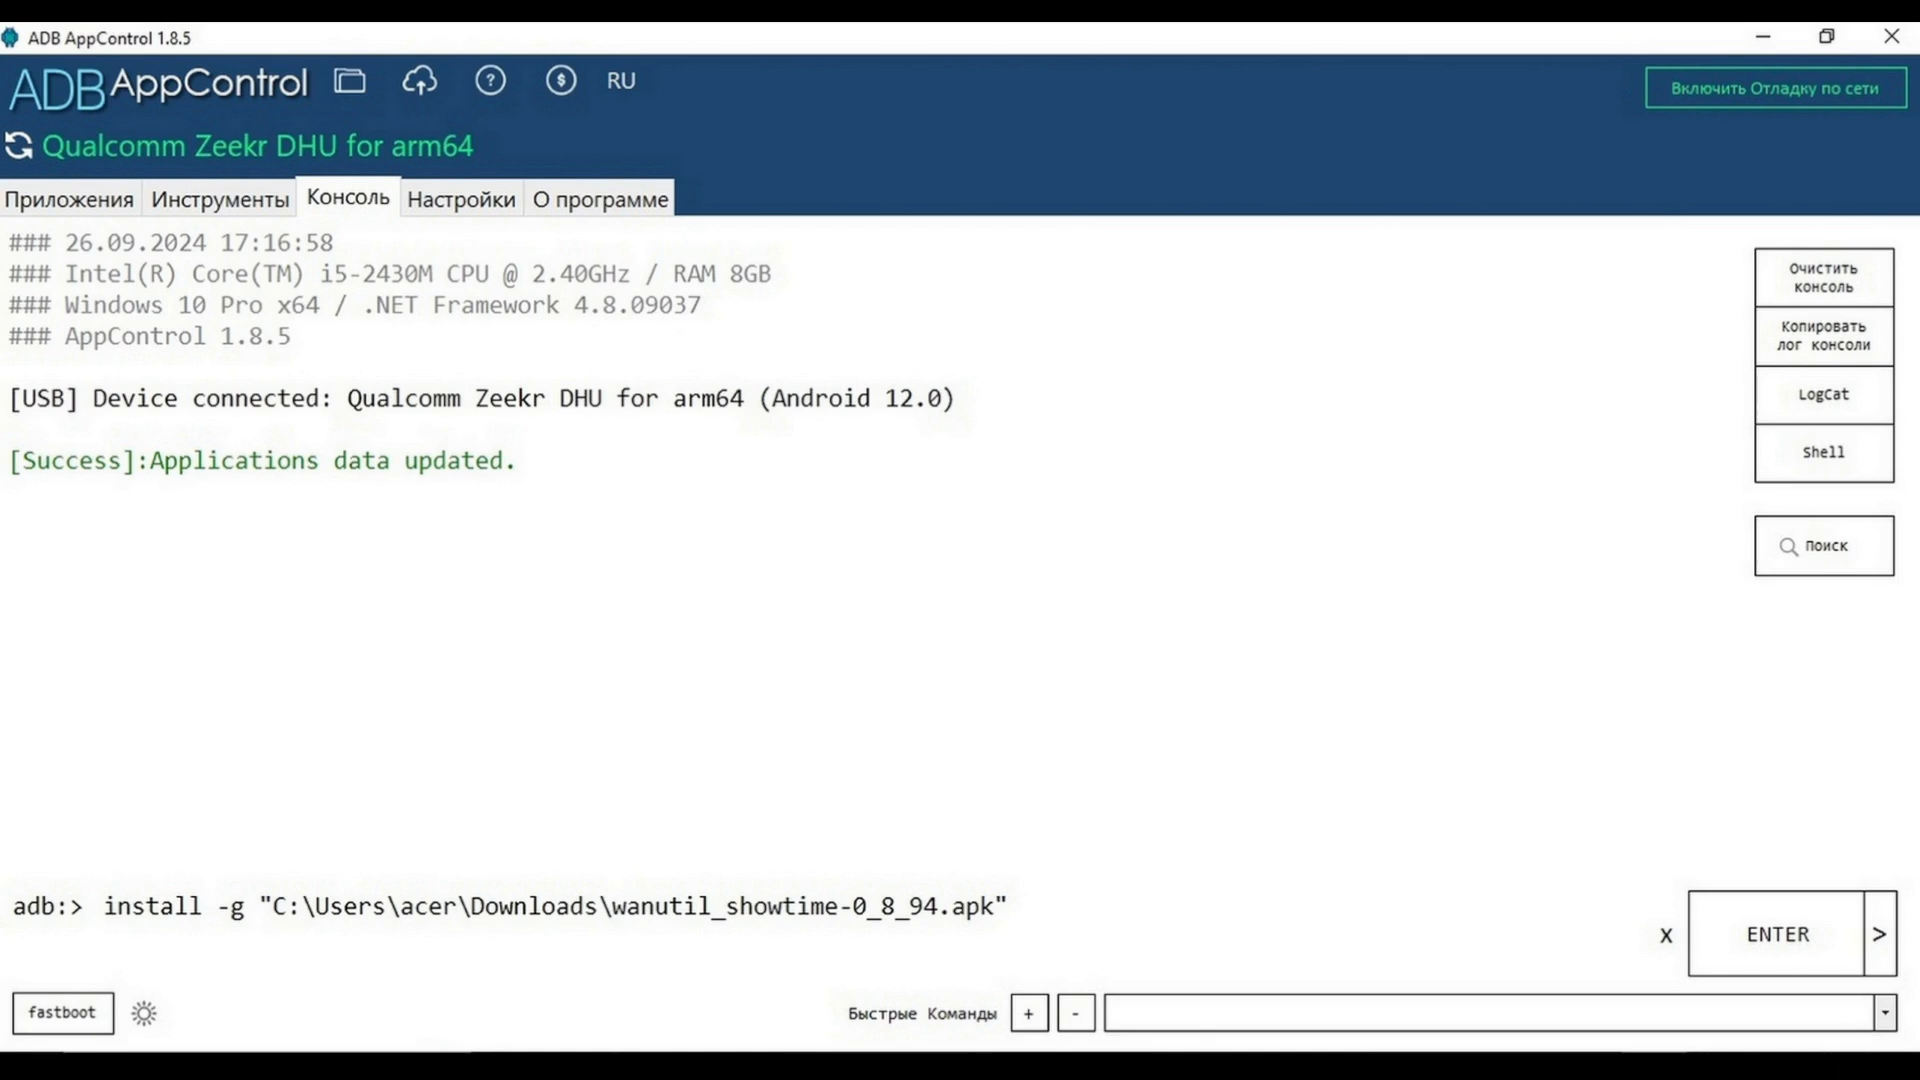 ADB AppControl 1.8.5
ADB AppControl ? $ RU
Включить Отладку по сети
Qualcomm Zeekr DHU for arm64
Приложения Инструменты Консоль Настройки О программе
### 26.09.2024 17:16:58
### Intel(R) Core(TM) i5-2430M CPU @ 2.40GHz / RAM 8GB
### Windows 10 Pro x64 / .NET Framework 4.8.09037
### AppControl 1.8.5
[USB] Device connected: Qualcomm Zeekr DHU for arm64 (Android 12.0)
[Success]:Applications data updated.
Очистить
консоль
Копировать
лог консоли
LogCat
Shell
Поиск
adb:> install -g "C:\Users\acer\Downloads\wanutil_showtime-0_8_94.apk"
X ENTER >
fastboot
Быстрые Команды + -